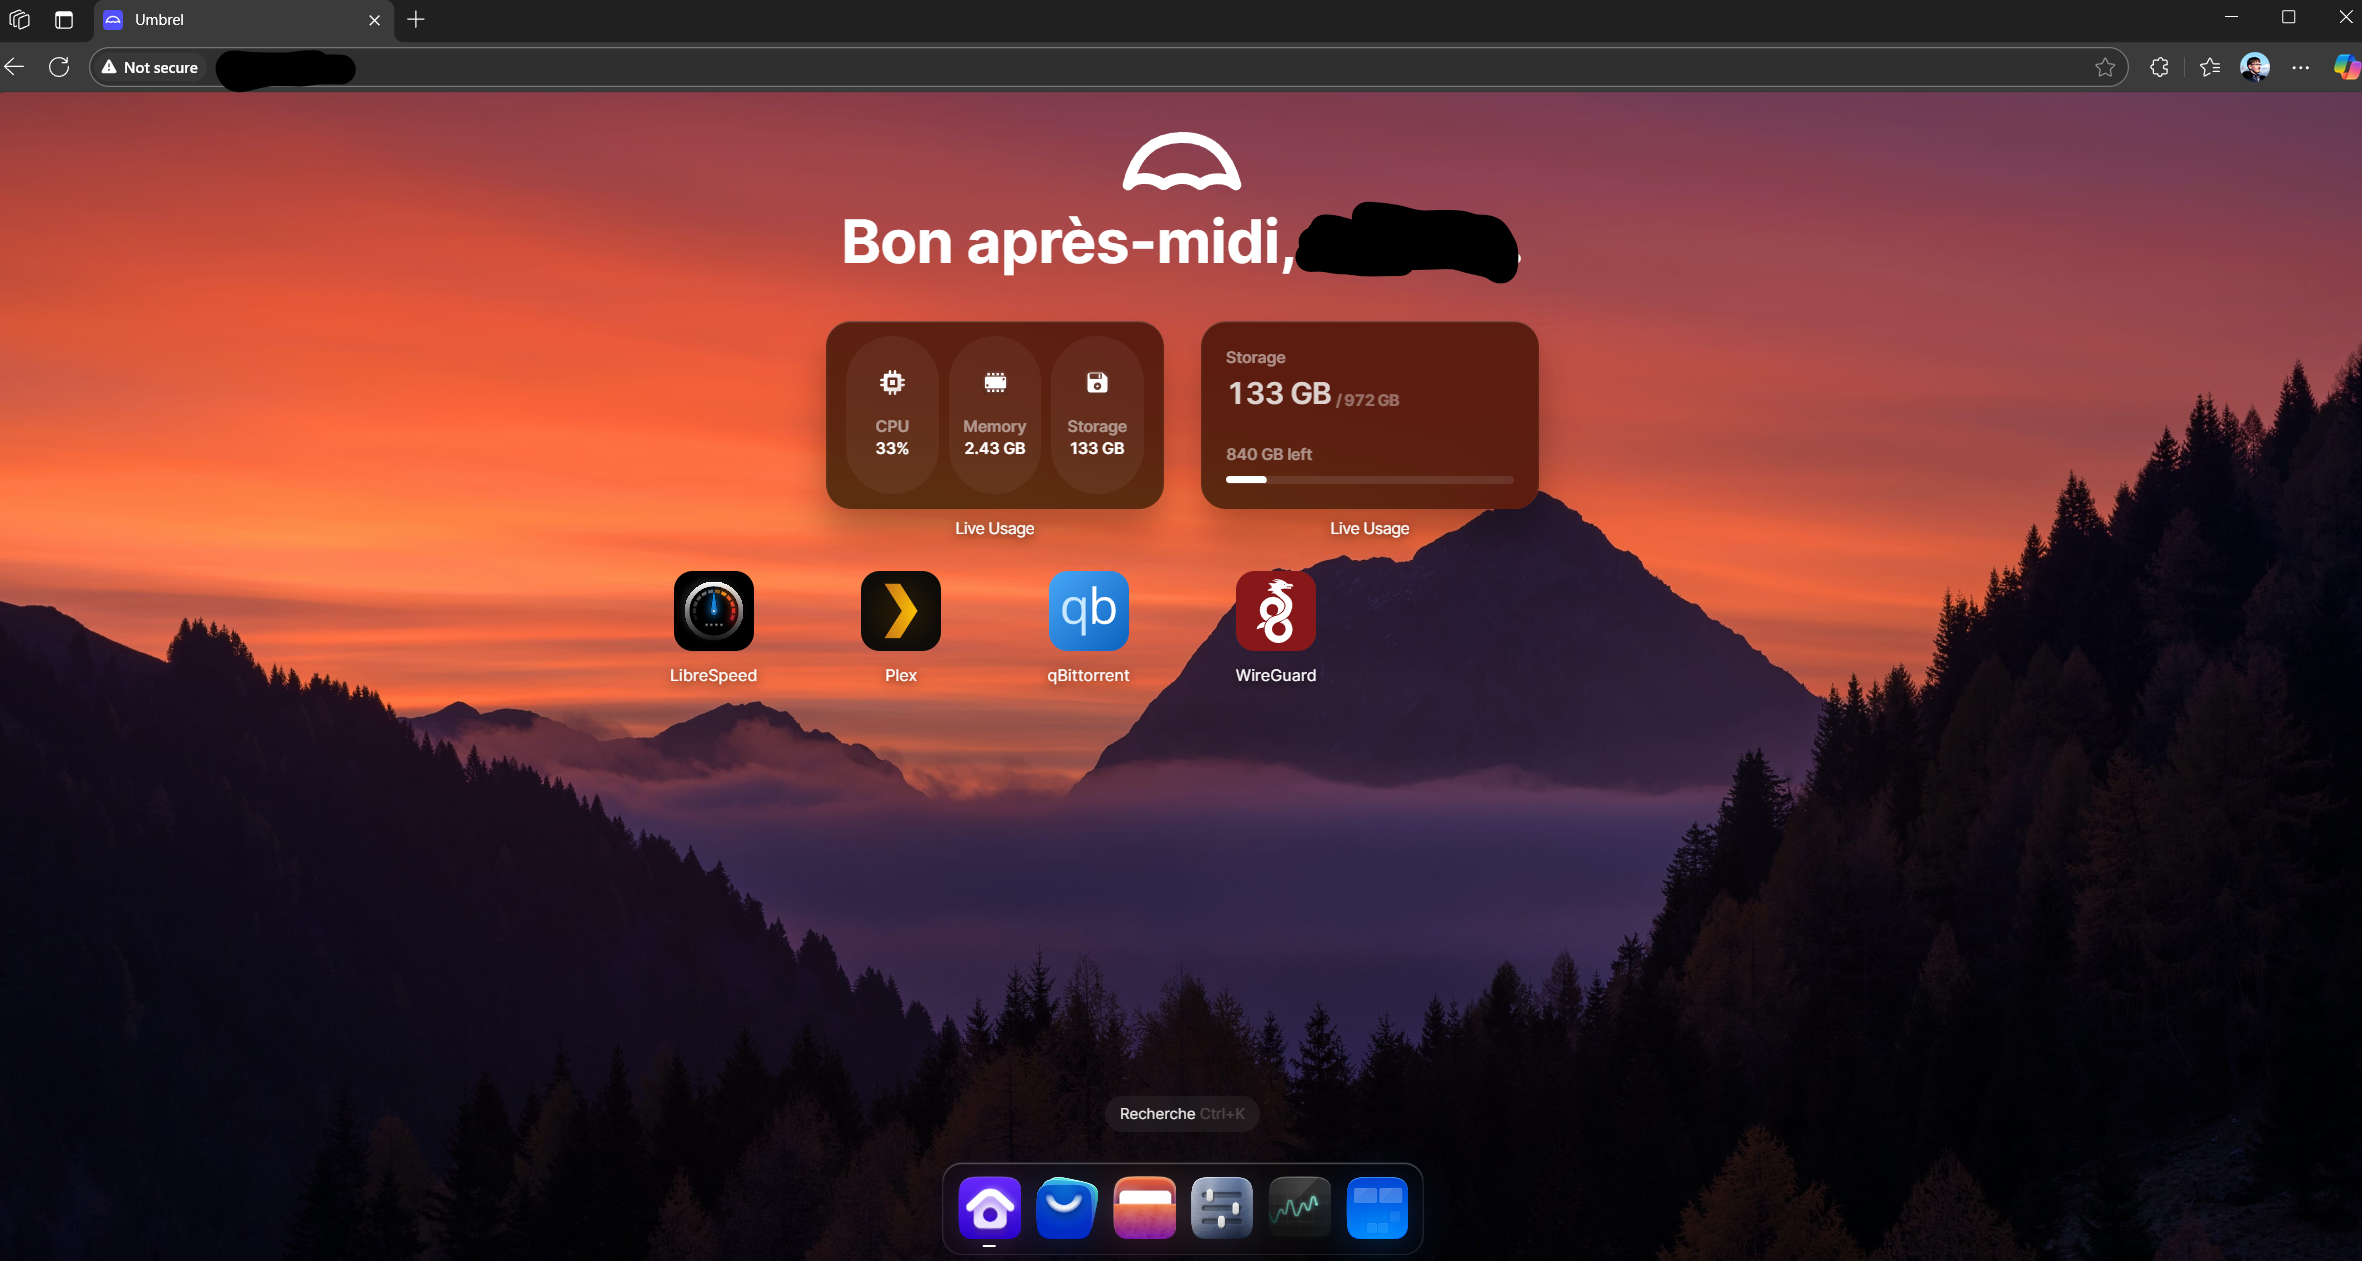 Umbrel
Not secure
Bon après-midi,
CPU
33%
Memory
2.43 GB
Storage
133 GB
Live Usage
Storage
133 GB / 972 GB
840 GB left
Live Usage
LibreSpeed
Plex
qb
qBittorrent
WireGuard
Recherche Ctrl+K